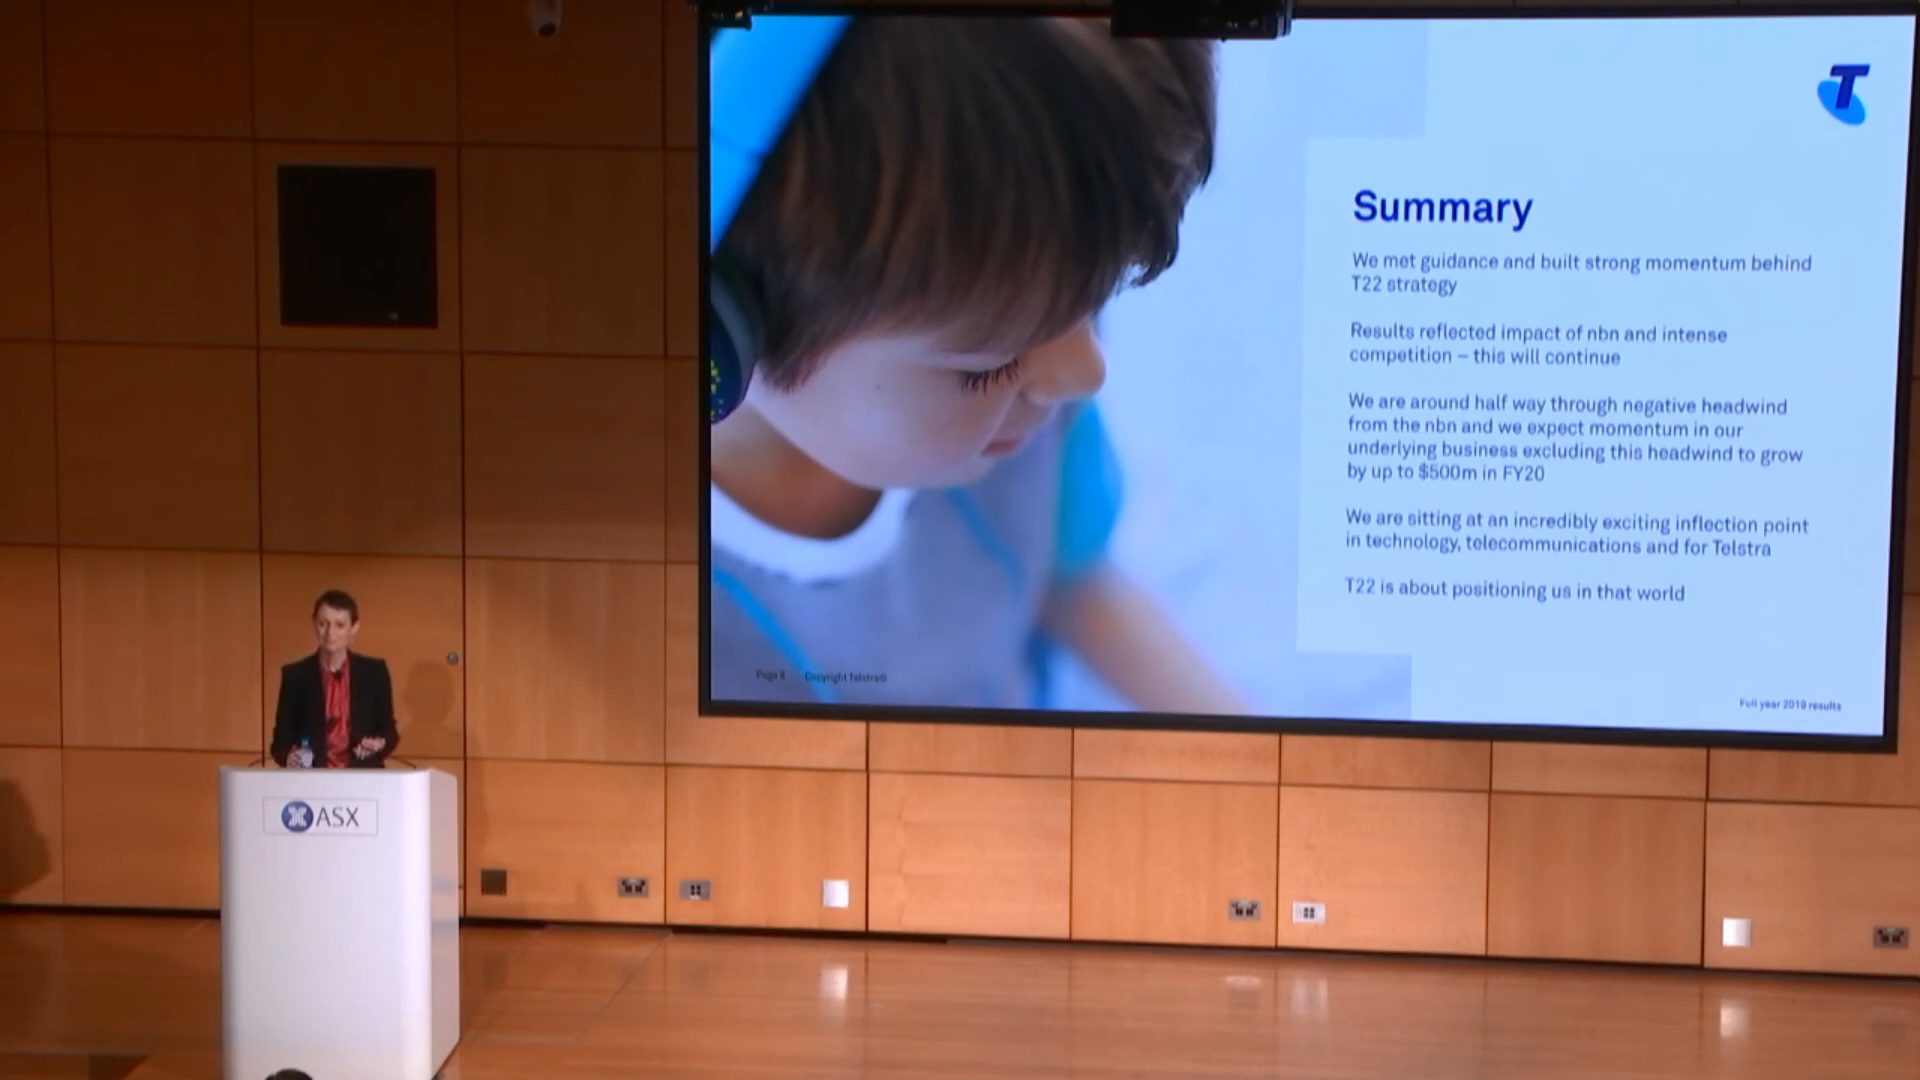 T
Summary
We met guidance and built strong momentum behind
T22 strategy
Results reflected impact of nbn and intense
competition – this will continue
We are around half way through negative headwind
from the nbn and we expect momentum in our
underlying business excluding this headwind to grow
by up to $500m in FY20
We are sitting at an incredibly exciting inflection point
in technology, telecommunications and for Telstra
T22 is about positioning us in that world
Page 8 Copyright Telstra©
Full year 2019 results
ASX